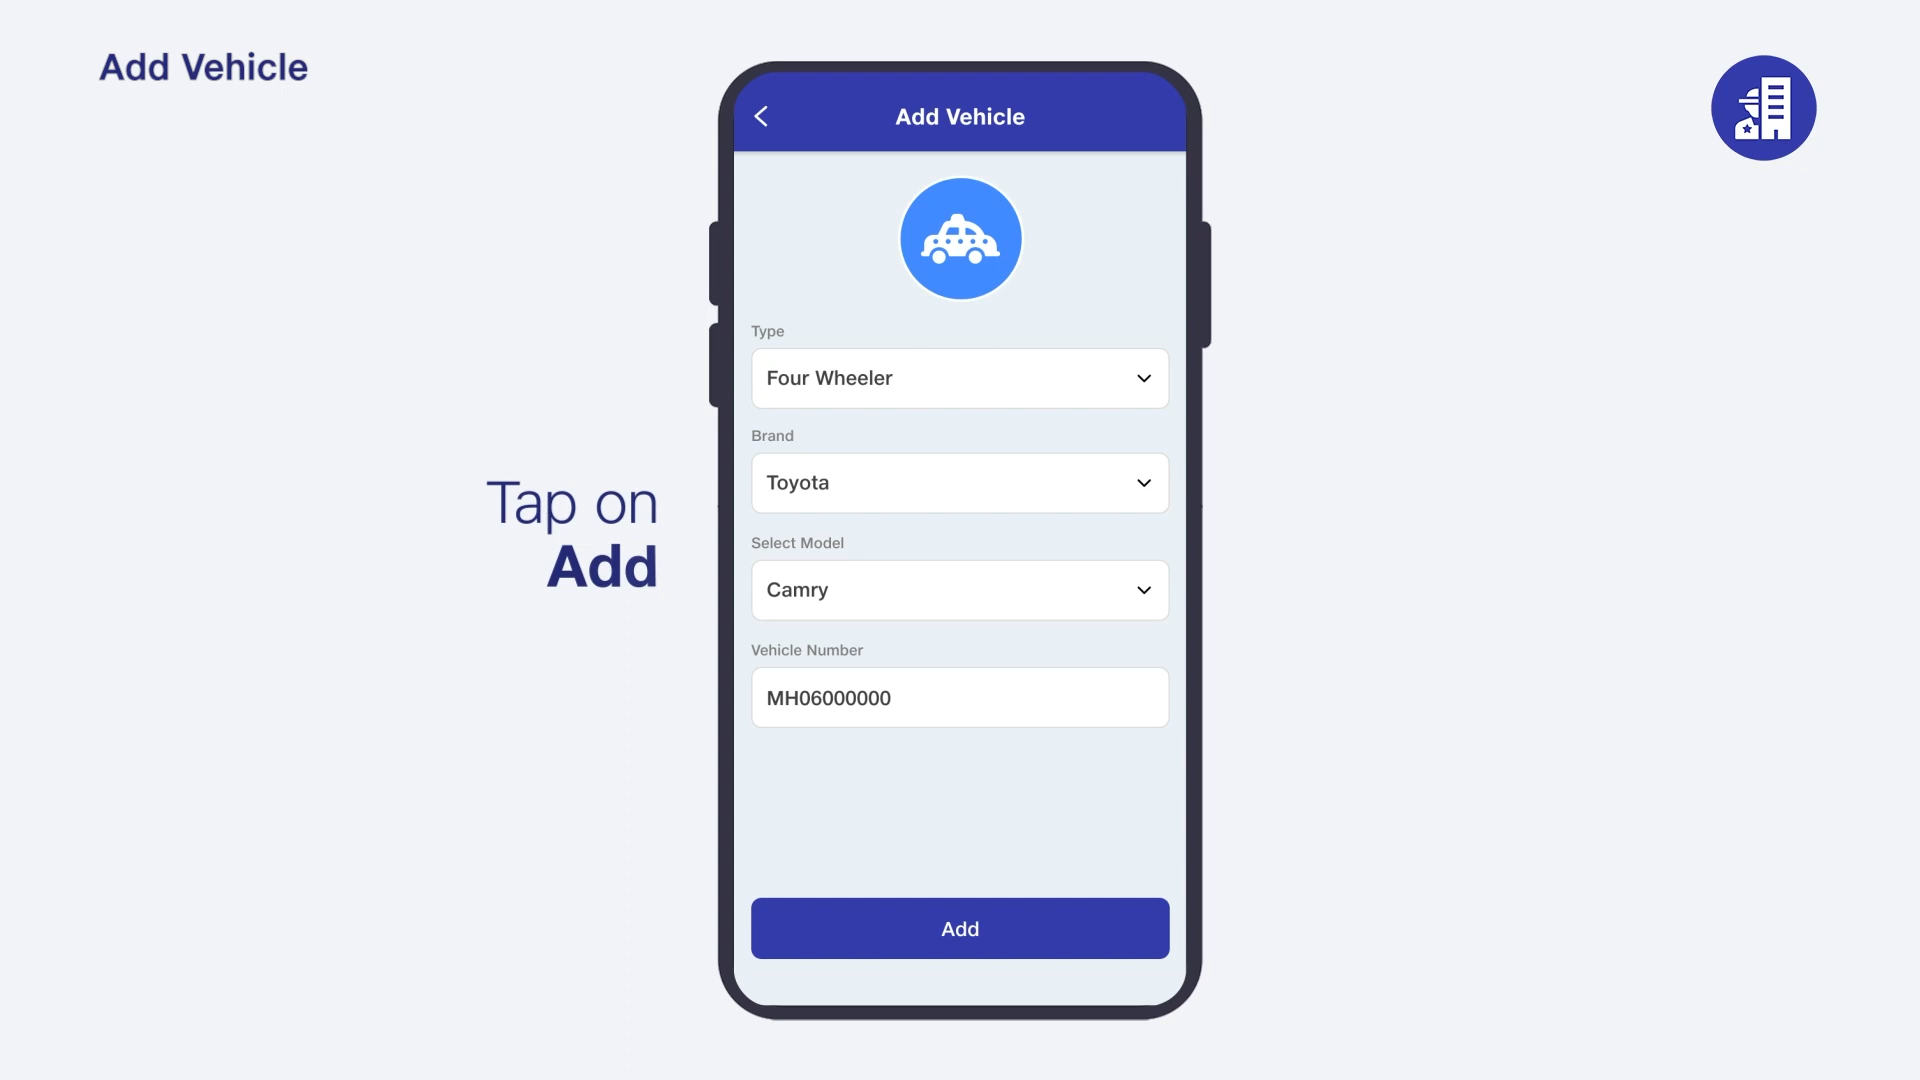 Add Vehicle
Add Vehicle
Type
Four Wheeler
Brand
Toyota
Tap on
Add
Select Model
Camry
Vehicle Number
MH06000000
Add